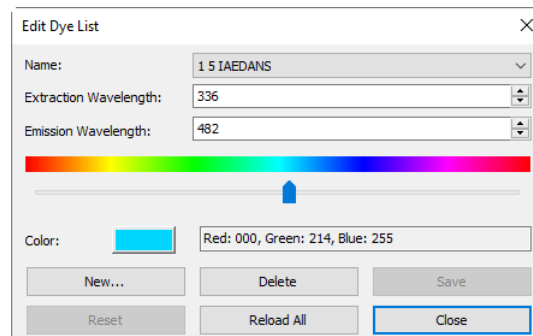 Edit Dye List
Name: 1 5 IAEDANS
Extraction Wavelength: 336
Emission Wavelength: 482
Color: Red: 000, Green: 214, Blue: 255
New... Delete Save
Reset Reload All Close